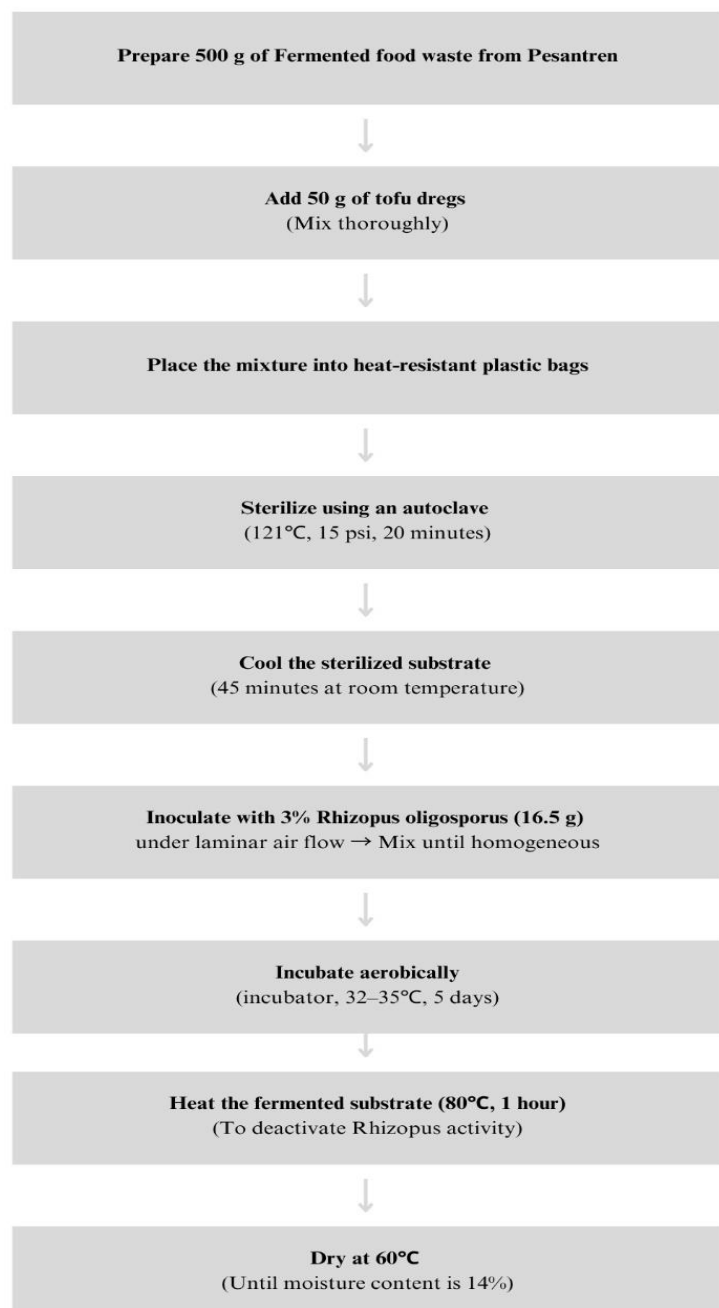 Prepare 500 g of Fermented food waste from Pesantren
↓
Add 50 g of tofu dregs
(Mix thoroughly)
↓
Place the mixture into heat-resistant plastic bags
↓
Sterilize using an autoclave
(121℃, 15 psi, 20 minutes)
↓
Cool the sterilized substrate
(45 minutes at room temperature)
↓
Inoculate with 3% Rhizopus oligosporus (16.5 g)
under laminar air flow → Mix until homogeneous
↓
Incubate aerobically
(incubator, 32–35℃, 5 days)
↓
Heat the fermented substrate (80℃, 1 hour)
(To deactivate Rhizopus activity)
↓
Dry at 60℃
(Until moisture content is 14%)